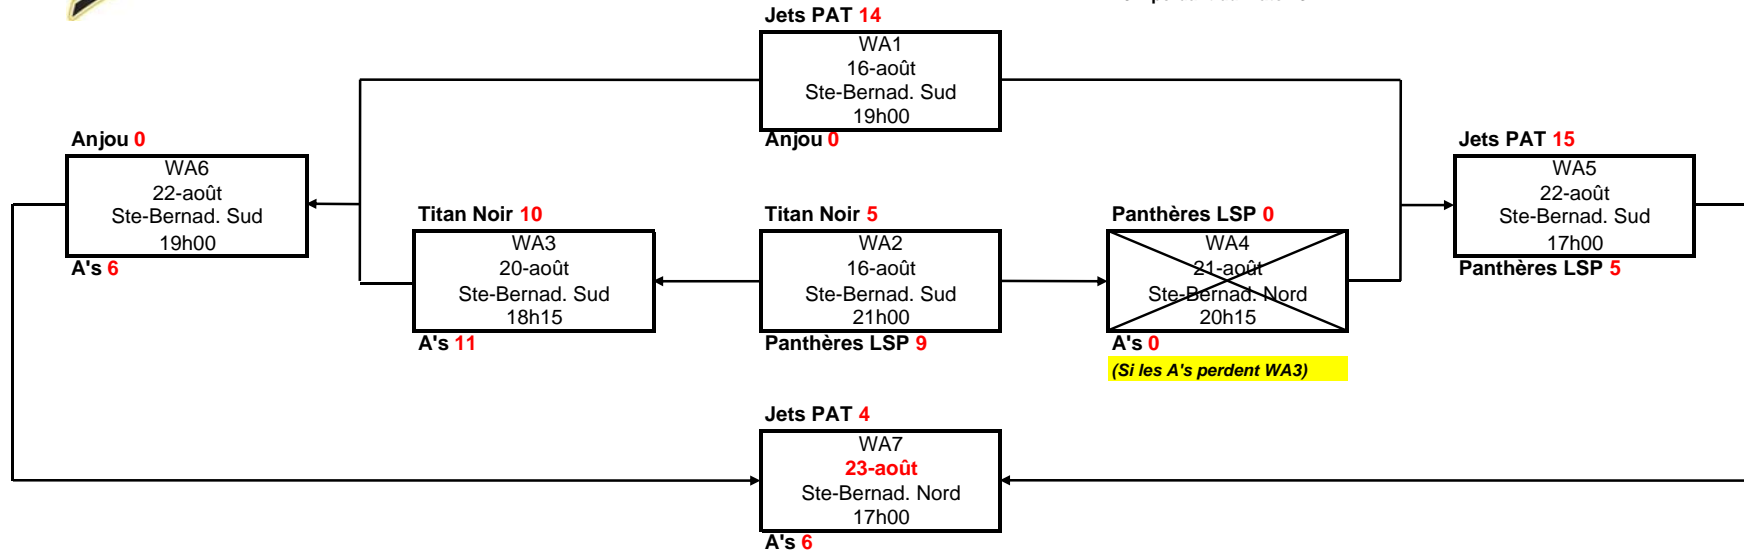 Jets PAT 14
WA1
16-août
Ste-Bernad. Sud
19h00
Anjou 0
Anjou 0
WA6
22-août
Ste-Bernad. Sud
19h00
A's 6
Jets PAT 15
WA5
22-août
Ste-Bernad. Sud
17h00
Panthères LSP 5
Titan Noir 10
WA3
20-août
Ste-Bernad. Sud
18h15
A's 11
Titan Noir 5
WA2
16-août
Ste-Bernad. Sud
21h00
Panthères LSP 9
Panthères LSP 0
WA4
21-août
Ste-Bernad. Nord
20h15
A's 0
(Si les A's perdent WA3)
Jets PAT 4
WA7
23-août
Ste-Bernad. Nord
17h00
A's 6